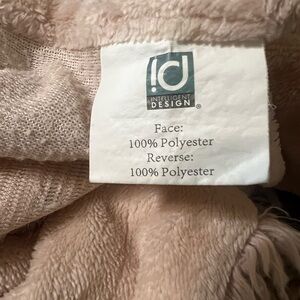 id
INTELLIGENT
DESIGN®
Face:
100% Polyester
Reverse:
100% Polyester